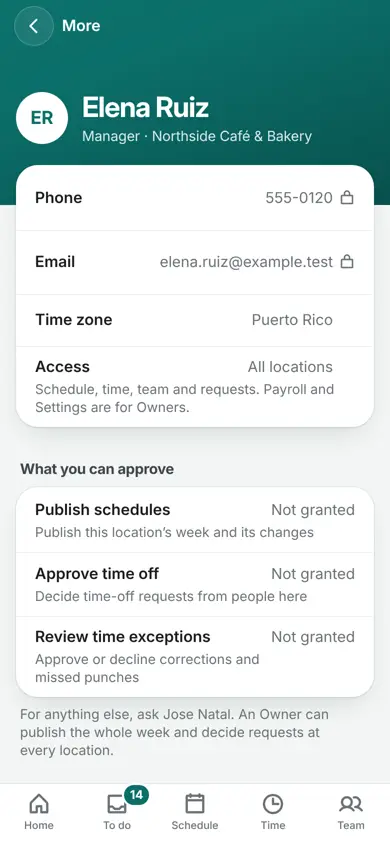 More
ER
Elena Ruiz
Manager · Northside Café & Bakery
Phone 555-0120
Email elena.ruiz@example.test
Time zone Puerto Rico
Access All locations
Schedule, time, team and requests. Payroll and
Settings are for Owners.
What you can approve
Publish schedules Not granted
Publish this location’s week and its changes
Approve time off Not granted
Decide time-off requests from people here
Review time exceptions Not granted
Approve or decline corrections and
missed punches
For anything else, ask Jose Natal. An Owner can
publish the whole week and decide requests at
every location.
14
Home To do Schedule Time Team